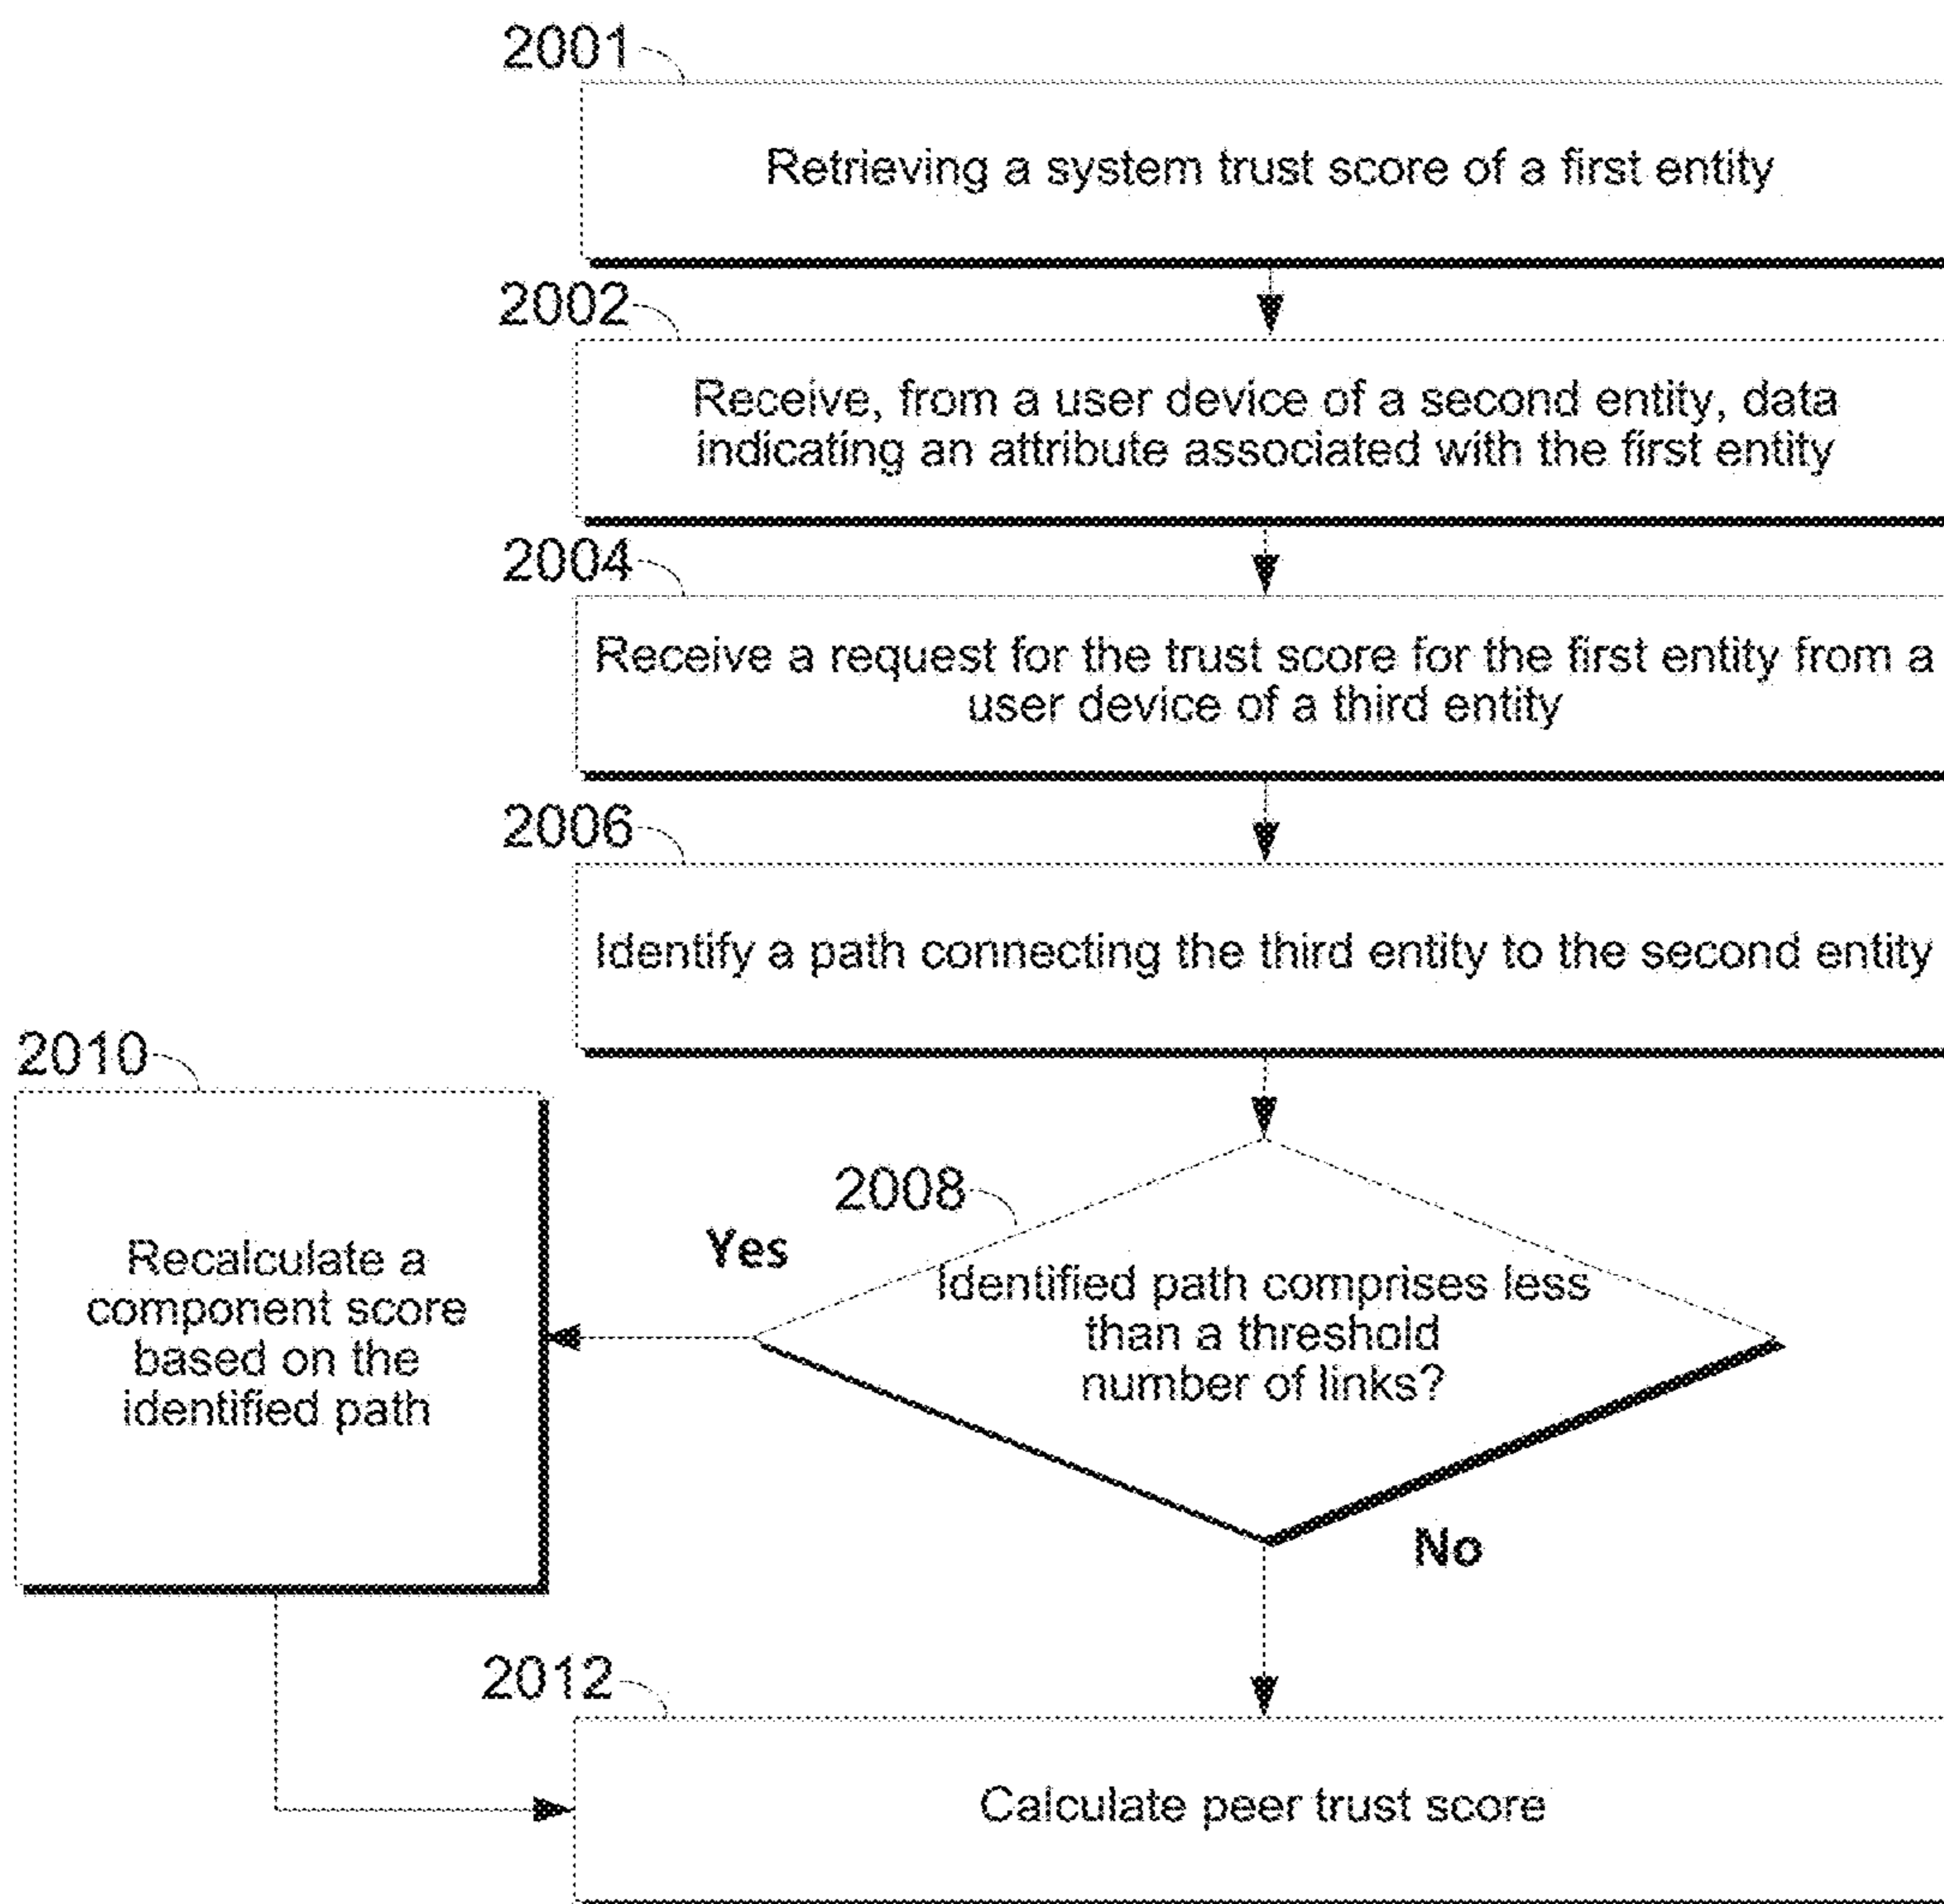 2001
Retrieving a system trust score of a first entity
2002
Receive, from a user device of a second entity, data
indicating an attribute associated with the first entity
2004
Receive a request for the trust score for the first entity from a
user device of a third entity
2006
Identify a path connecting the third entity to the second entity
2010
Recalculate a
component score
based on the
identified path
2008
Yes
Identified path comprises less
than a threshold
number of links?
No
2012
Calculate peer trust score